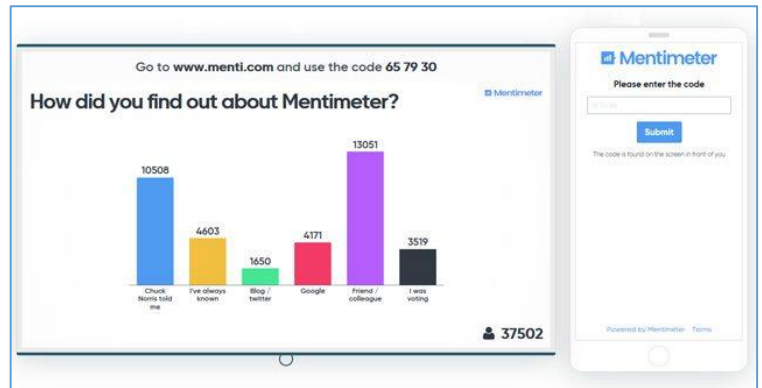 Go to www.menti.com and use the code 65 79 30
How did you find out about Mentimeter?
Mentimeter
13051
10508
4603
4171
3519
1650
Chuck
Norris told
me
I've always
known
Blog /
twitter
Google
Friend /
colleague
I was
voting
37502
Mentimeter
Please enter the code
Submit
The code is found on the screen in front of you
Powered by Mentimeter Terms